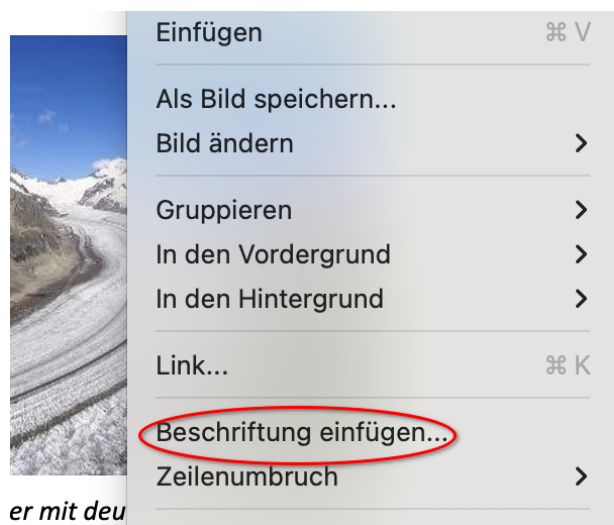 Einfügen ⌘ V
Als Bild speichern...
Bild ändern
Gruppieren
In den Vordergrund
In den Hintergrund
Link... ⌘ K
Beschriftung einfügen...
Zeilenumbruch
er mit deu